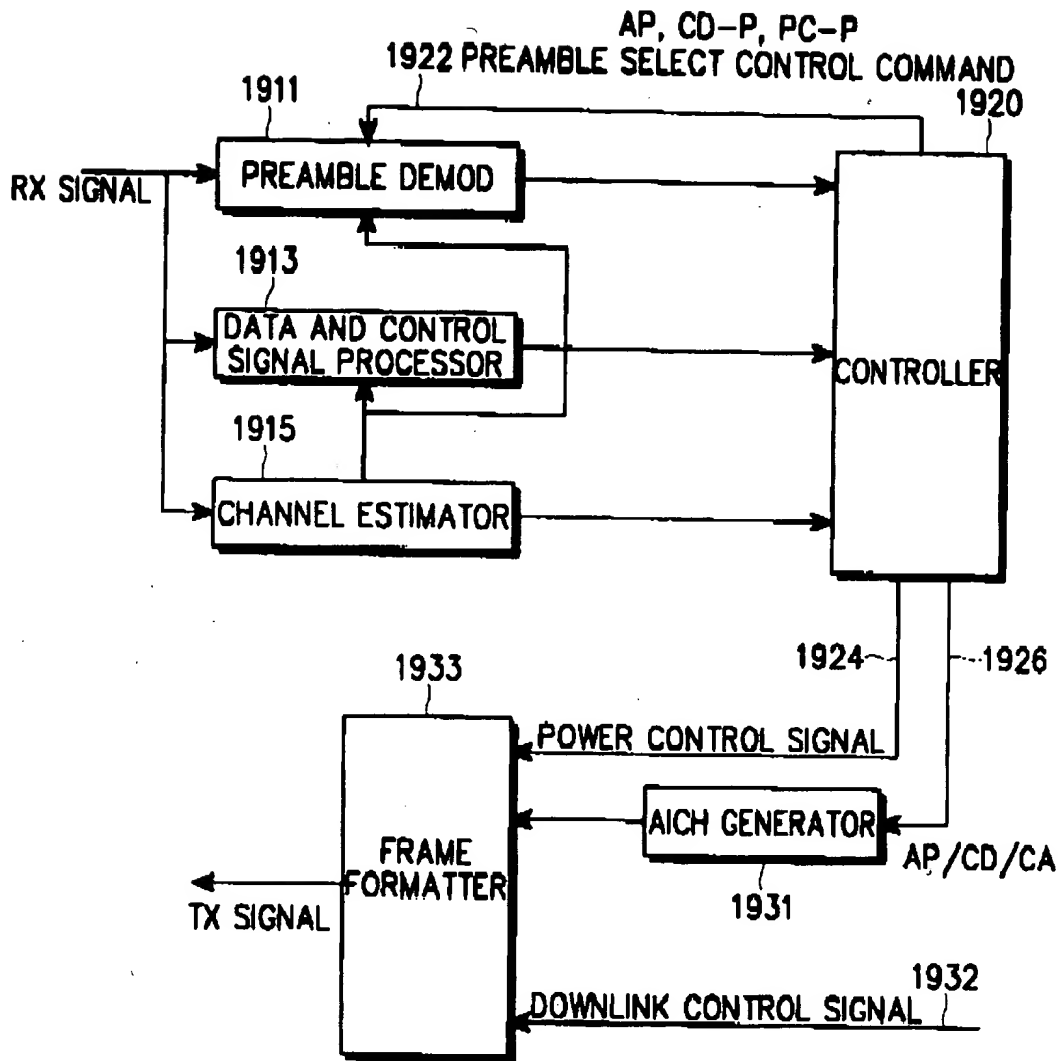 AP, CD-P, PC-P
1922 PREAMBLE SELECT CONTROL COMMAND
1911
1920
PREAMBLE DEMOD
RX SIGNAL
1913
DATA AND CONTROL
SIGNAL PROCESSOR
CONTROLLER
1915
CHANNEL ESTIMATOR
1924
1926
1933
POWER CONTROL SIGNAL
AICH GENERATOR
AP/CD/CA
FRAME
FORMATTER
1931
TX SIGNAL
1932
DOWNLINK CONTROL SIGNAL